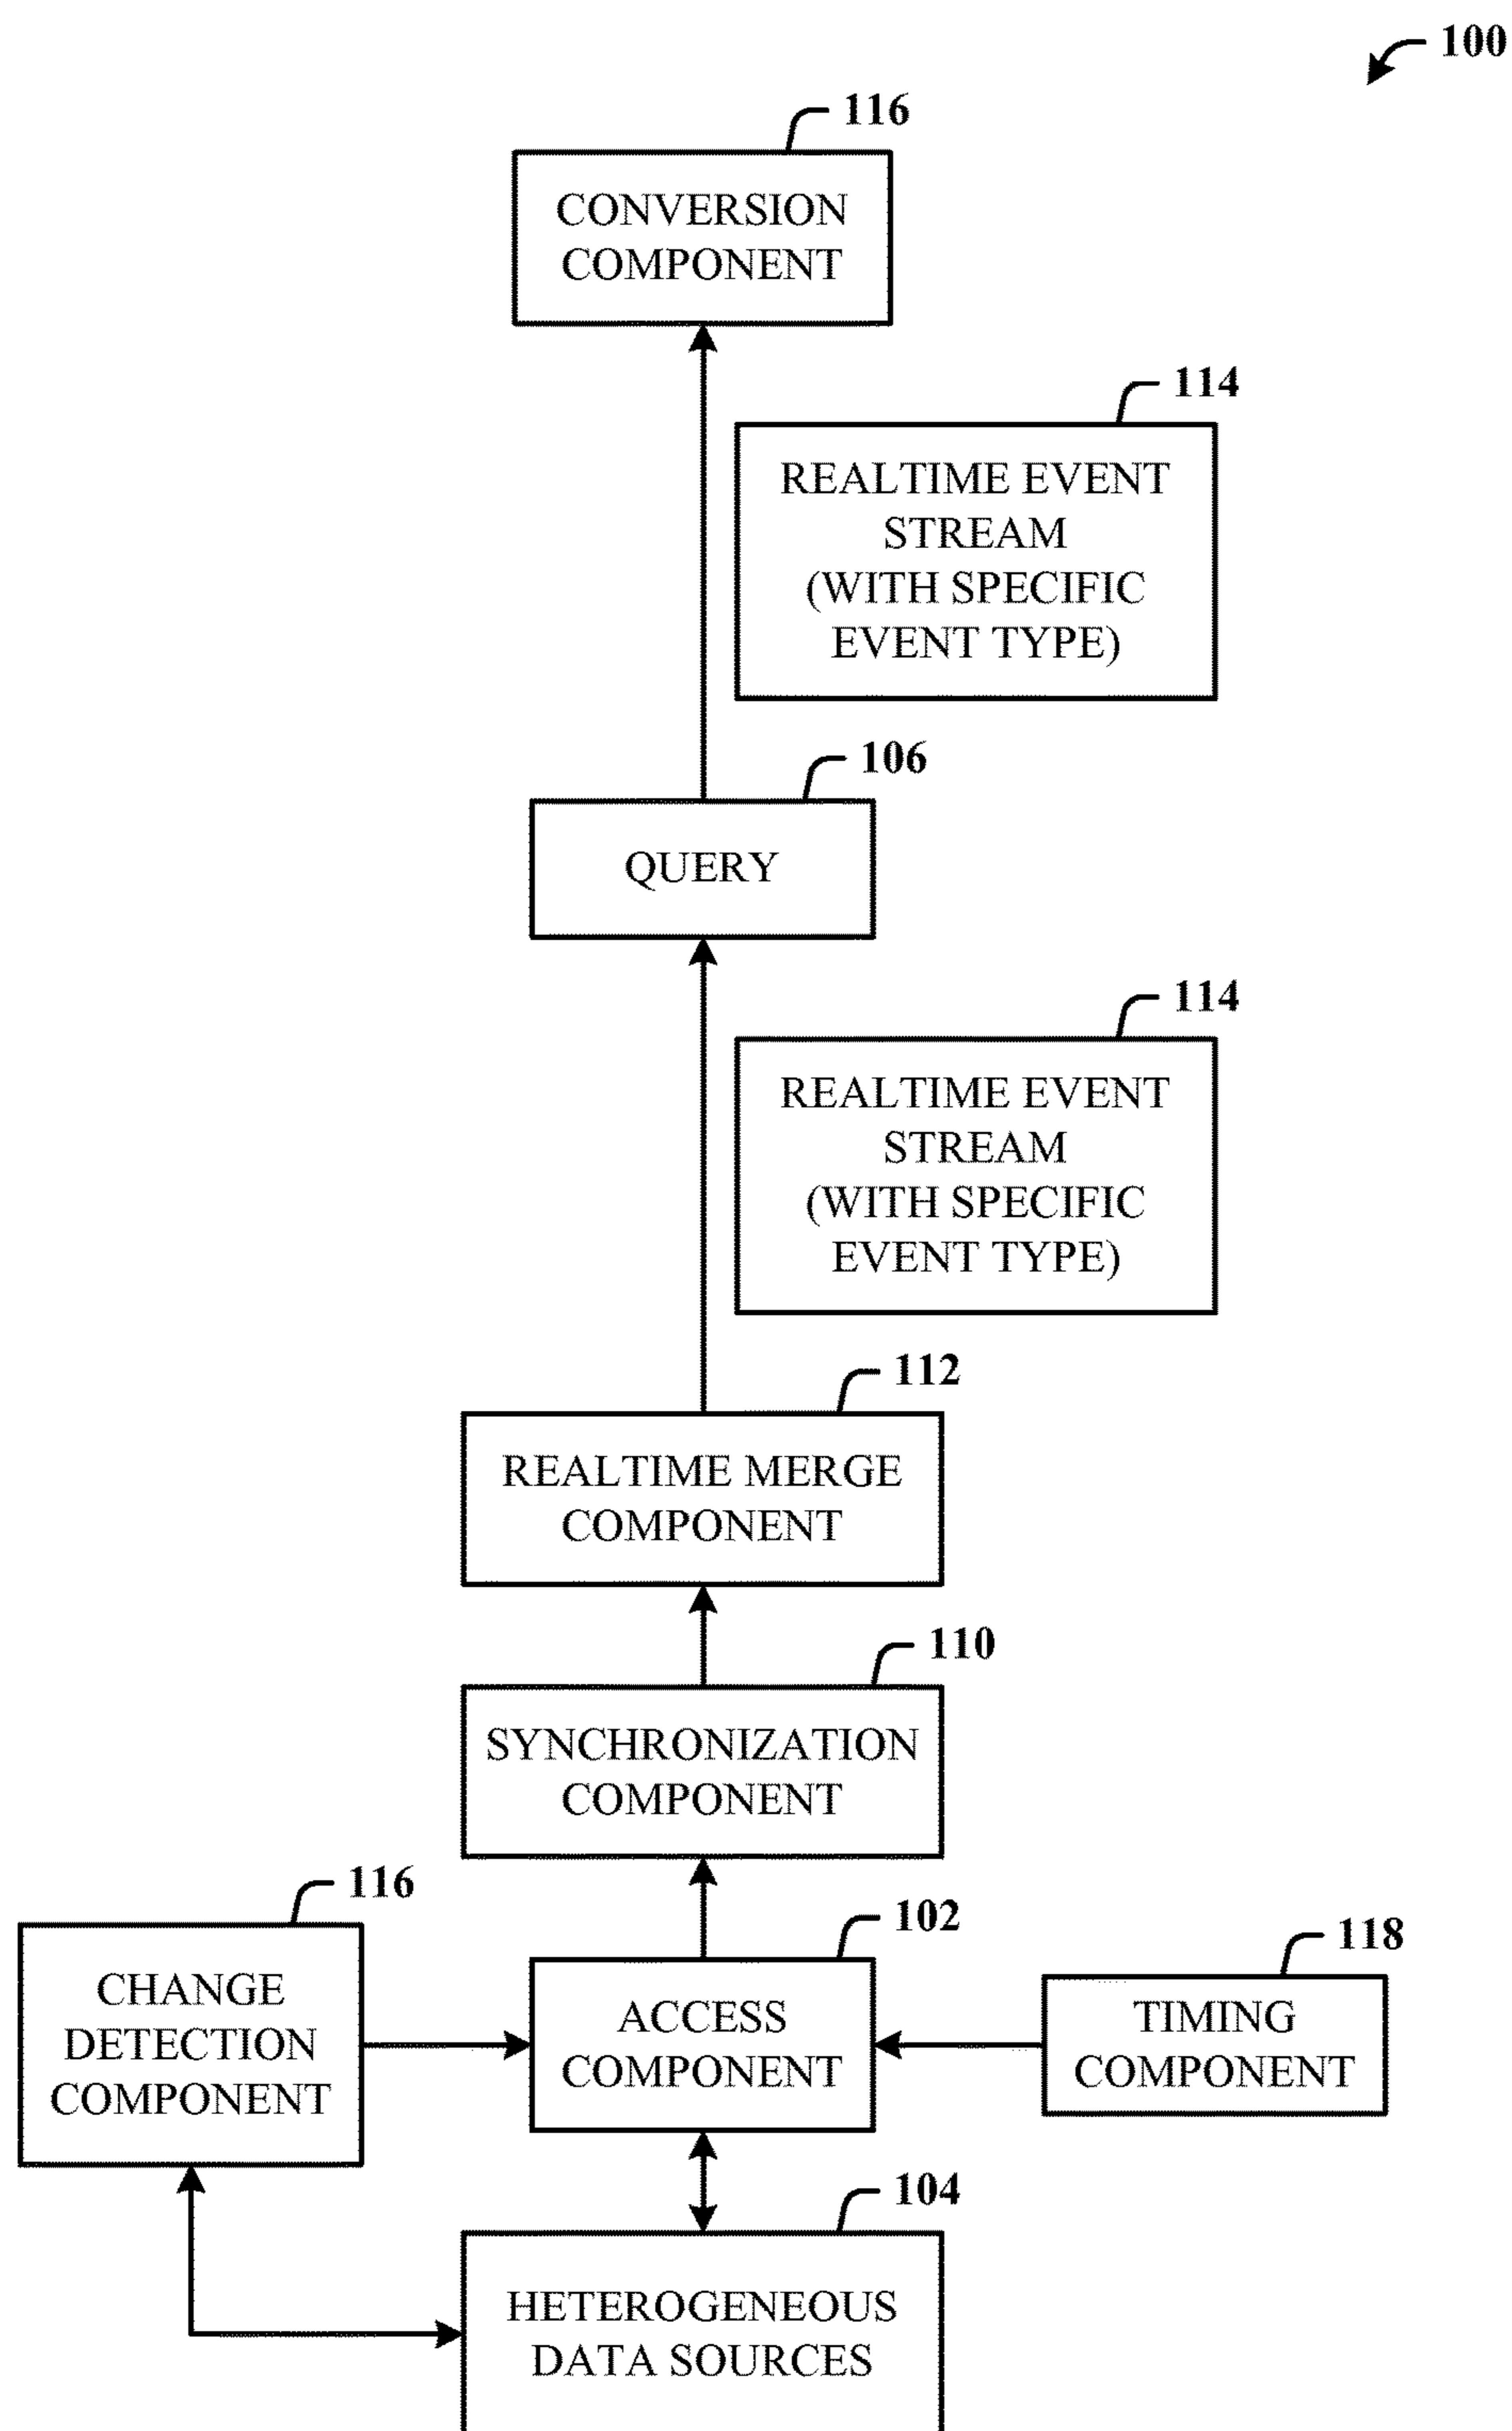 100
116
CONVERSION
COMPONENT
114
REALTIME EVENT
STREAM
(WITH SPECIFIC
EVENT TYPE)
106
QUERY
114
REALTIME EVENT
STREAM
(WITH SPECIFIC
EVENT TYPE)
112
REALTIME MERGE
COMPONENT
110
SYNCHRONIZATION
COMPONENT
116
CHANGE
DETECTION
COMPONENT
102
ACCESS
COMPONENT
118
TIMING
COMPONENT
104
HETEROGENEOUS
DATA SOURCES